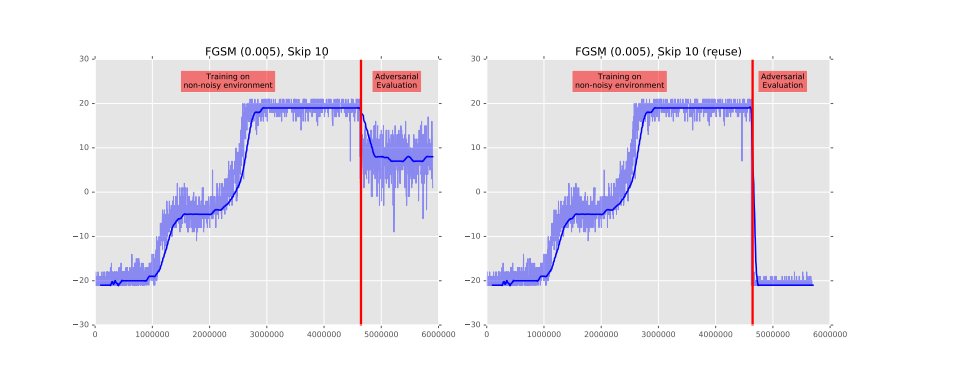 FGSM (0.005), Skip 10
30
20
10
0
−10
−20
−30
0
1000000
2000000
3000000
4000000
5000000
6000000
Training on
non-noisy environment
Adversarial
Evaluation
FGSM (0.005), Skip 10 (reuse)
30
20
10
0
−10
−20
−30
0
1000000
2000000
3000000
4000000
5000000
6000000
Training on
non-noisy environment
Adversarial
Evaluation